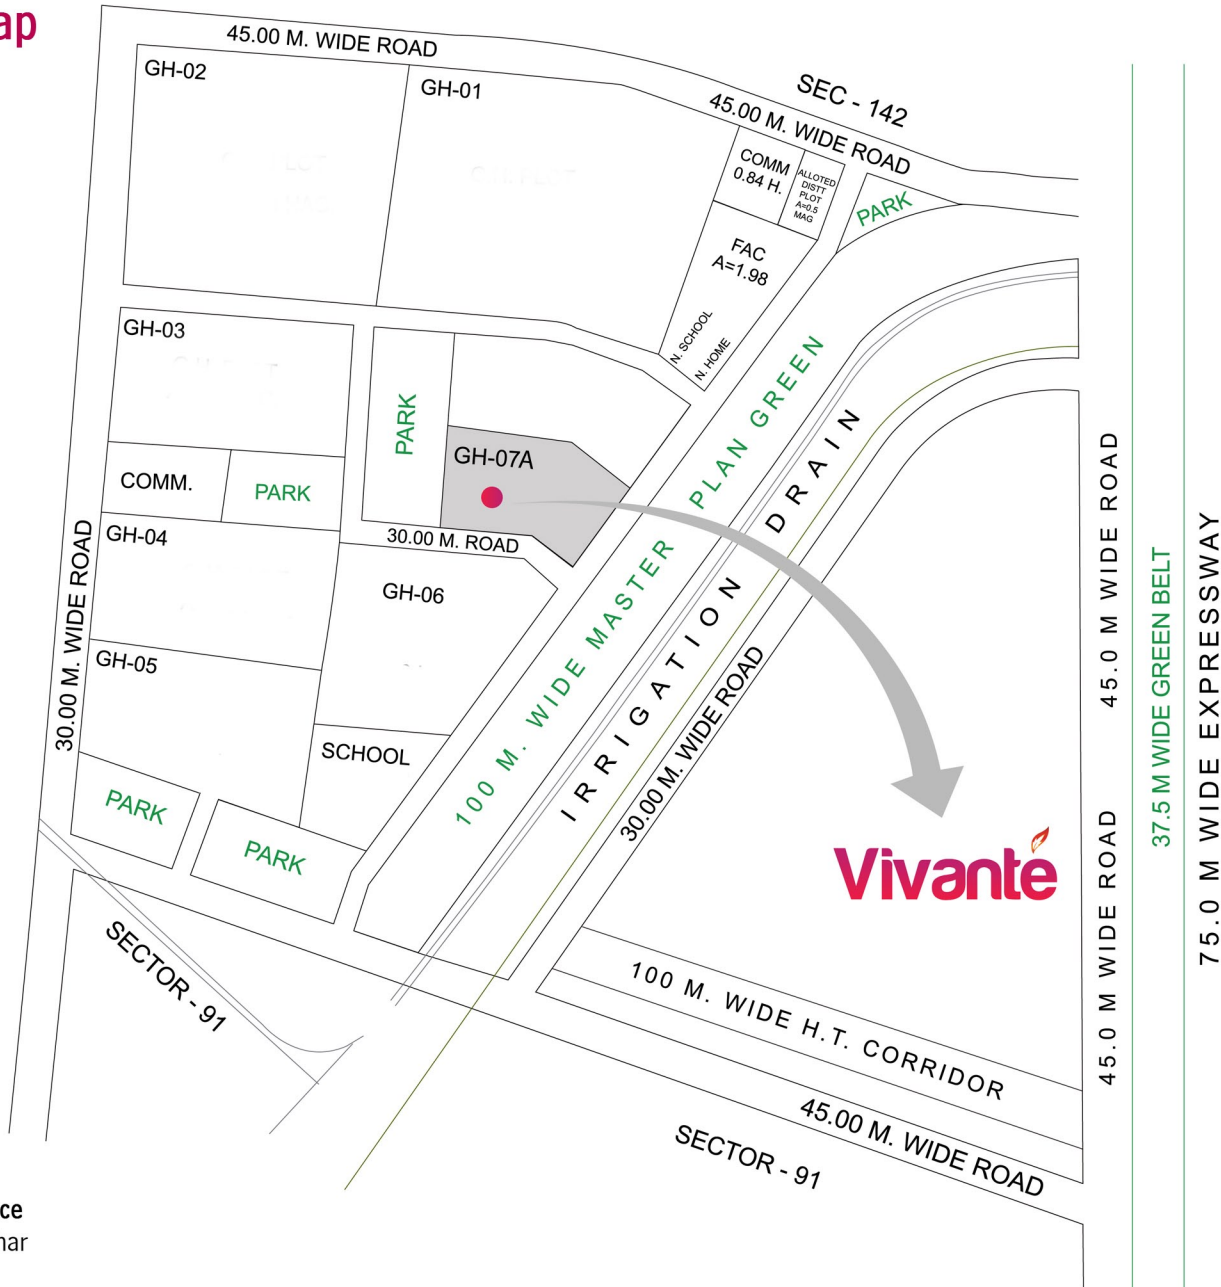 ap
45.00 M. WIDE ROAD
SEC - 142
45.00 M. WIDE ROAD
GH-02
GH-01
COMM
0.84 H.
ALLOTED
DISTT
PLOT
A=0.5
MAG
PARK
FAC
A=1.98
N. SCHOOL
N. HOME
GH-03
PARK
GH-07A
COMM.
PARK
30.00 M. ROAD
GH-04
GH-06
GH-05
SCHOOL
PARK
PARK
30.00 M. WIDE ROAD
100 M. WIDE MASTER PLAN GREEN
IRRIGATION DRAIN
30.00 M. WIDE ROAD
45.0 M WIDE ROAD
45.0 M WIDE ROAD
37.5 M WIDE GREEN BELT
75.0 M WIDE EXPRESSWAY
Vivanté
SECTOR - 91
100 M. WIDE H.T. CORRIDOR
45.00 M. WIDE ROAD
SECTOR - 91
ce
nar